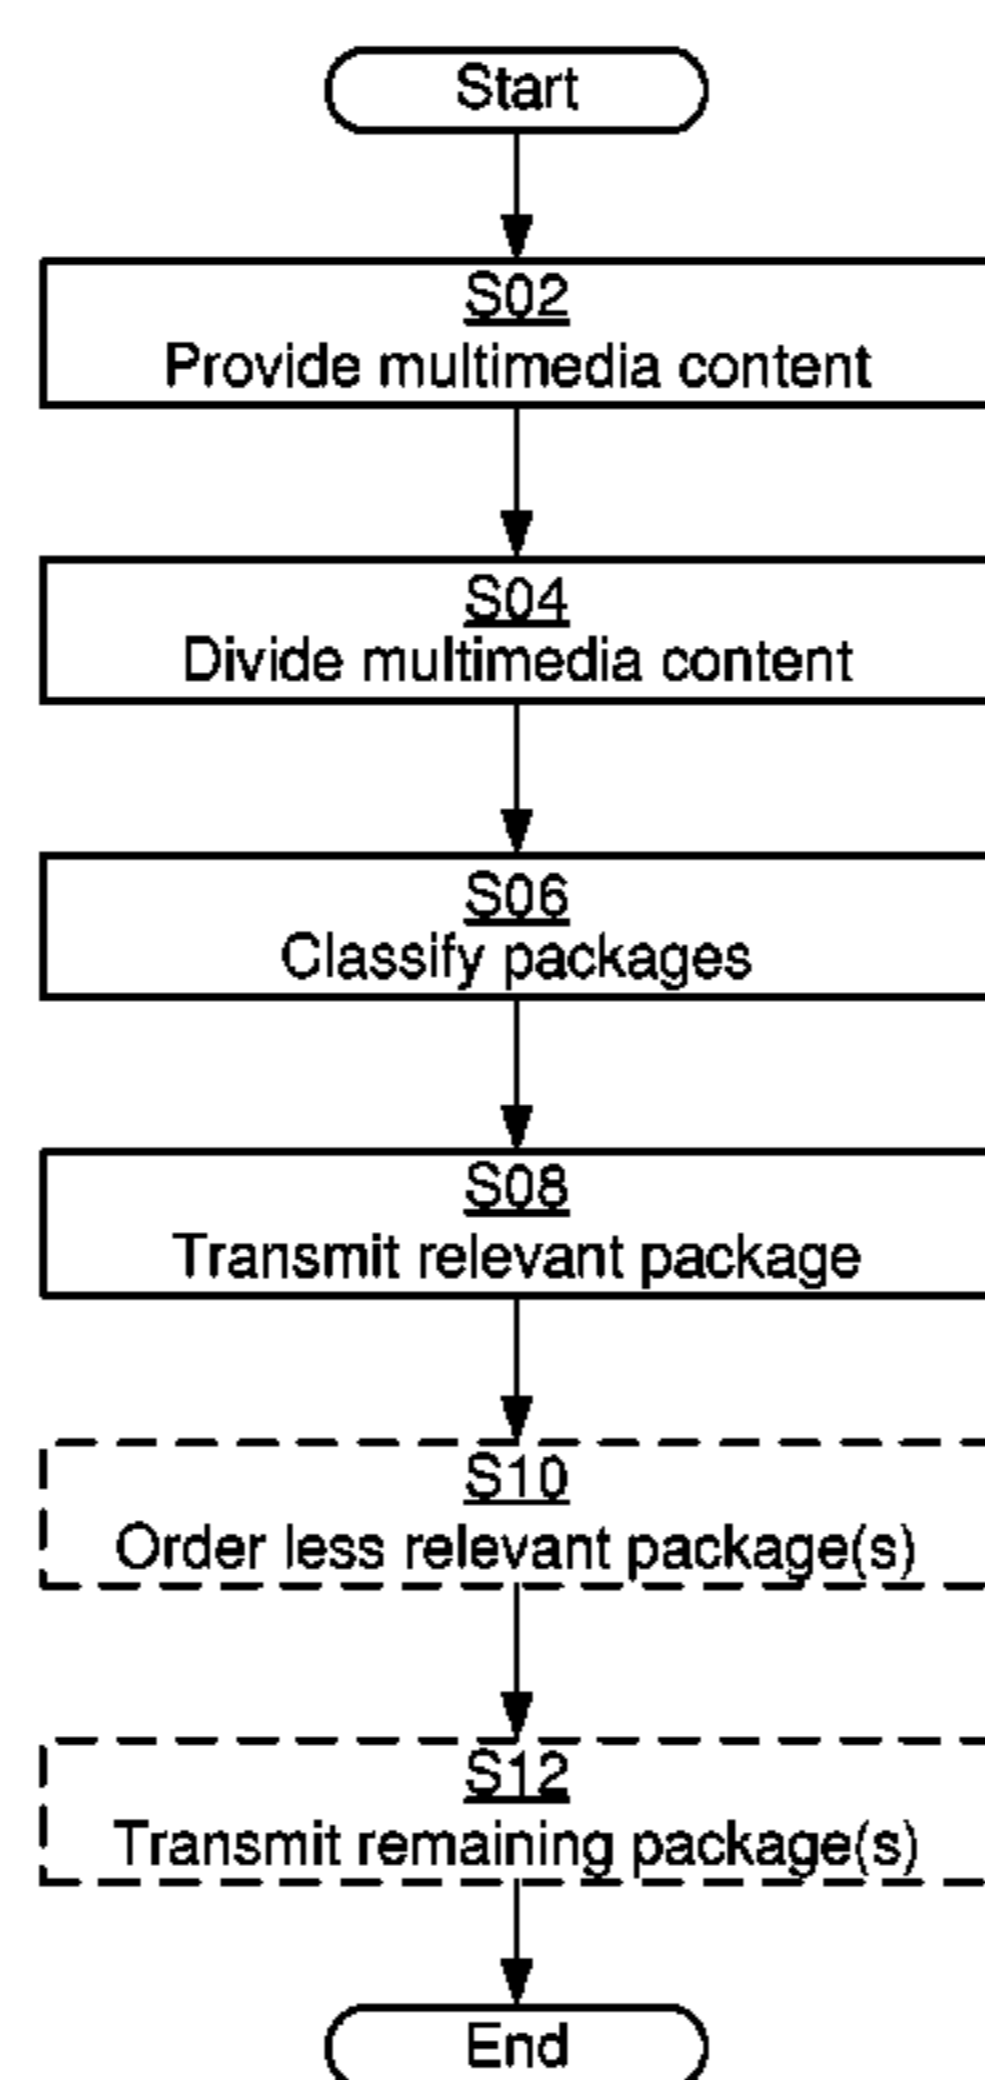 Start
S02
Provide multimedia content
S04
Divide multimedia content
S06
Classify packages
S08
Transmit relevant package
S10
Order less relevant package(s)
S12
Transmit remaining package(s)
End